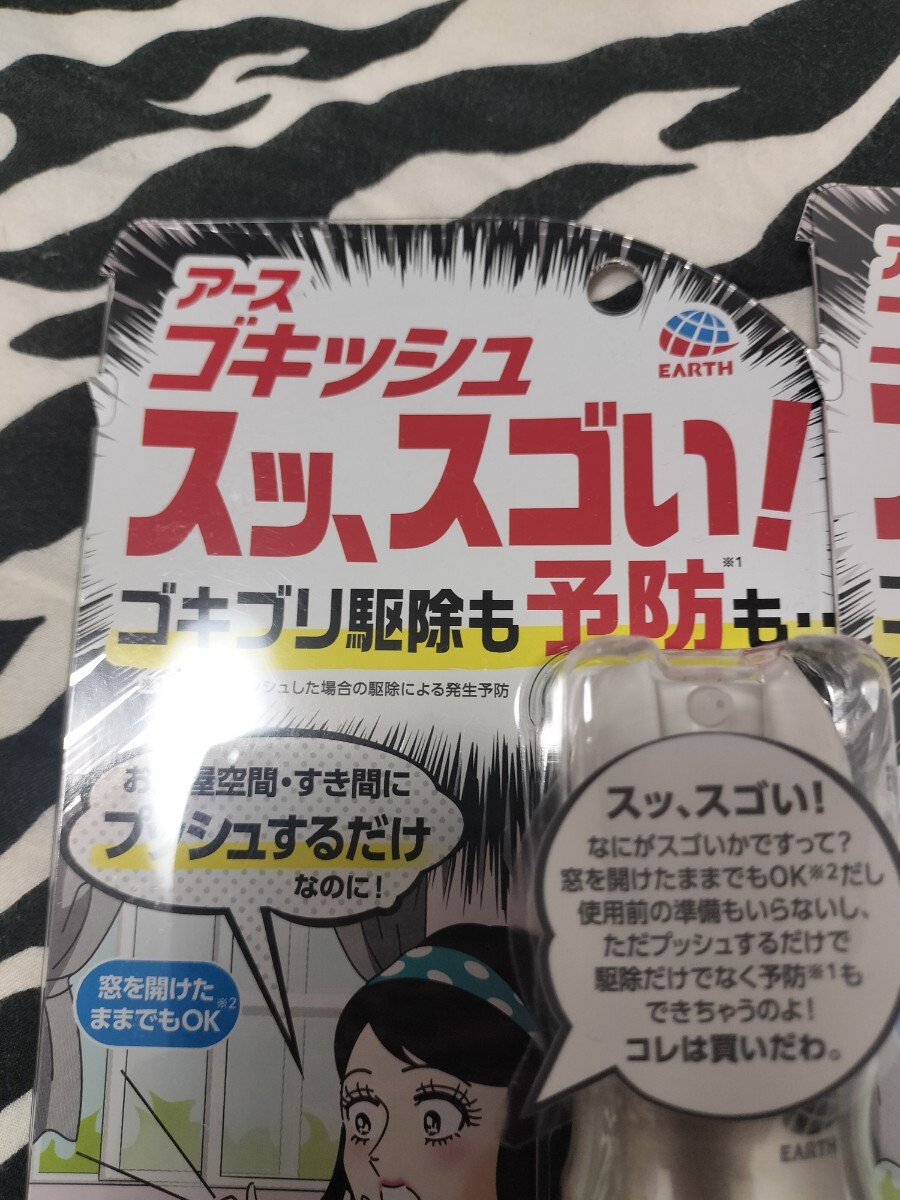 アース
ゴキッシュ
EARTH
スッ、スゴい!
ゴキブリ駆除も予防※1も…
シュした場合の駆除による発生予防
お 屋空間・すき間に
プッシュするだけ
なのに!
窓を開けた
ままでもOK※2
スッ、スゴい!
なにがスゴいかですって?
窓を開けたままでもOK※2だし
使用前の準備もいらないし、
ただプッシュするだけで
駆除だけでなく予防※1も
できちゃうのよ!
コレは買いだわ。
EARTH